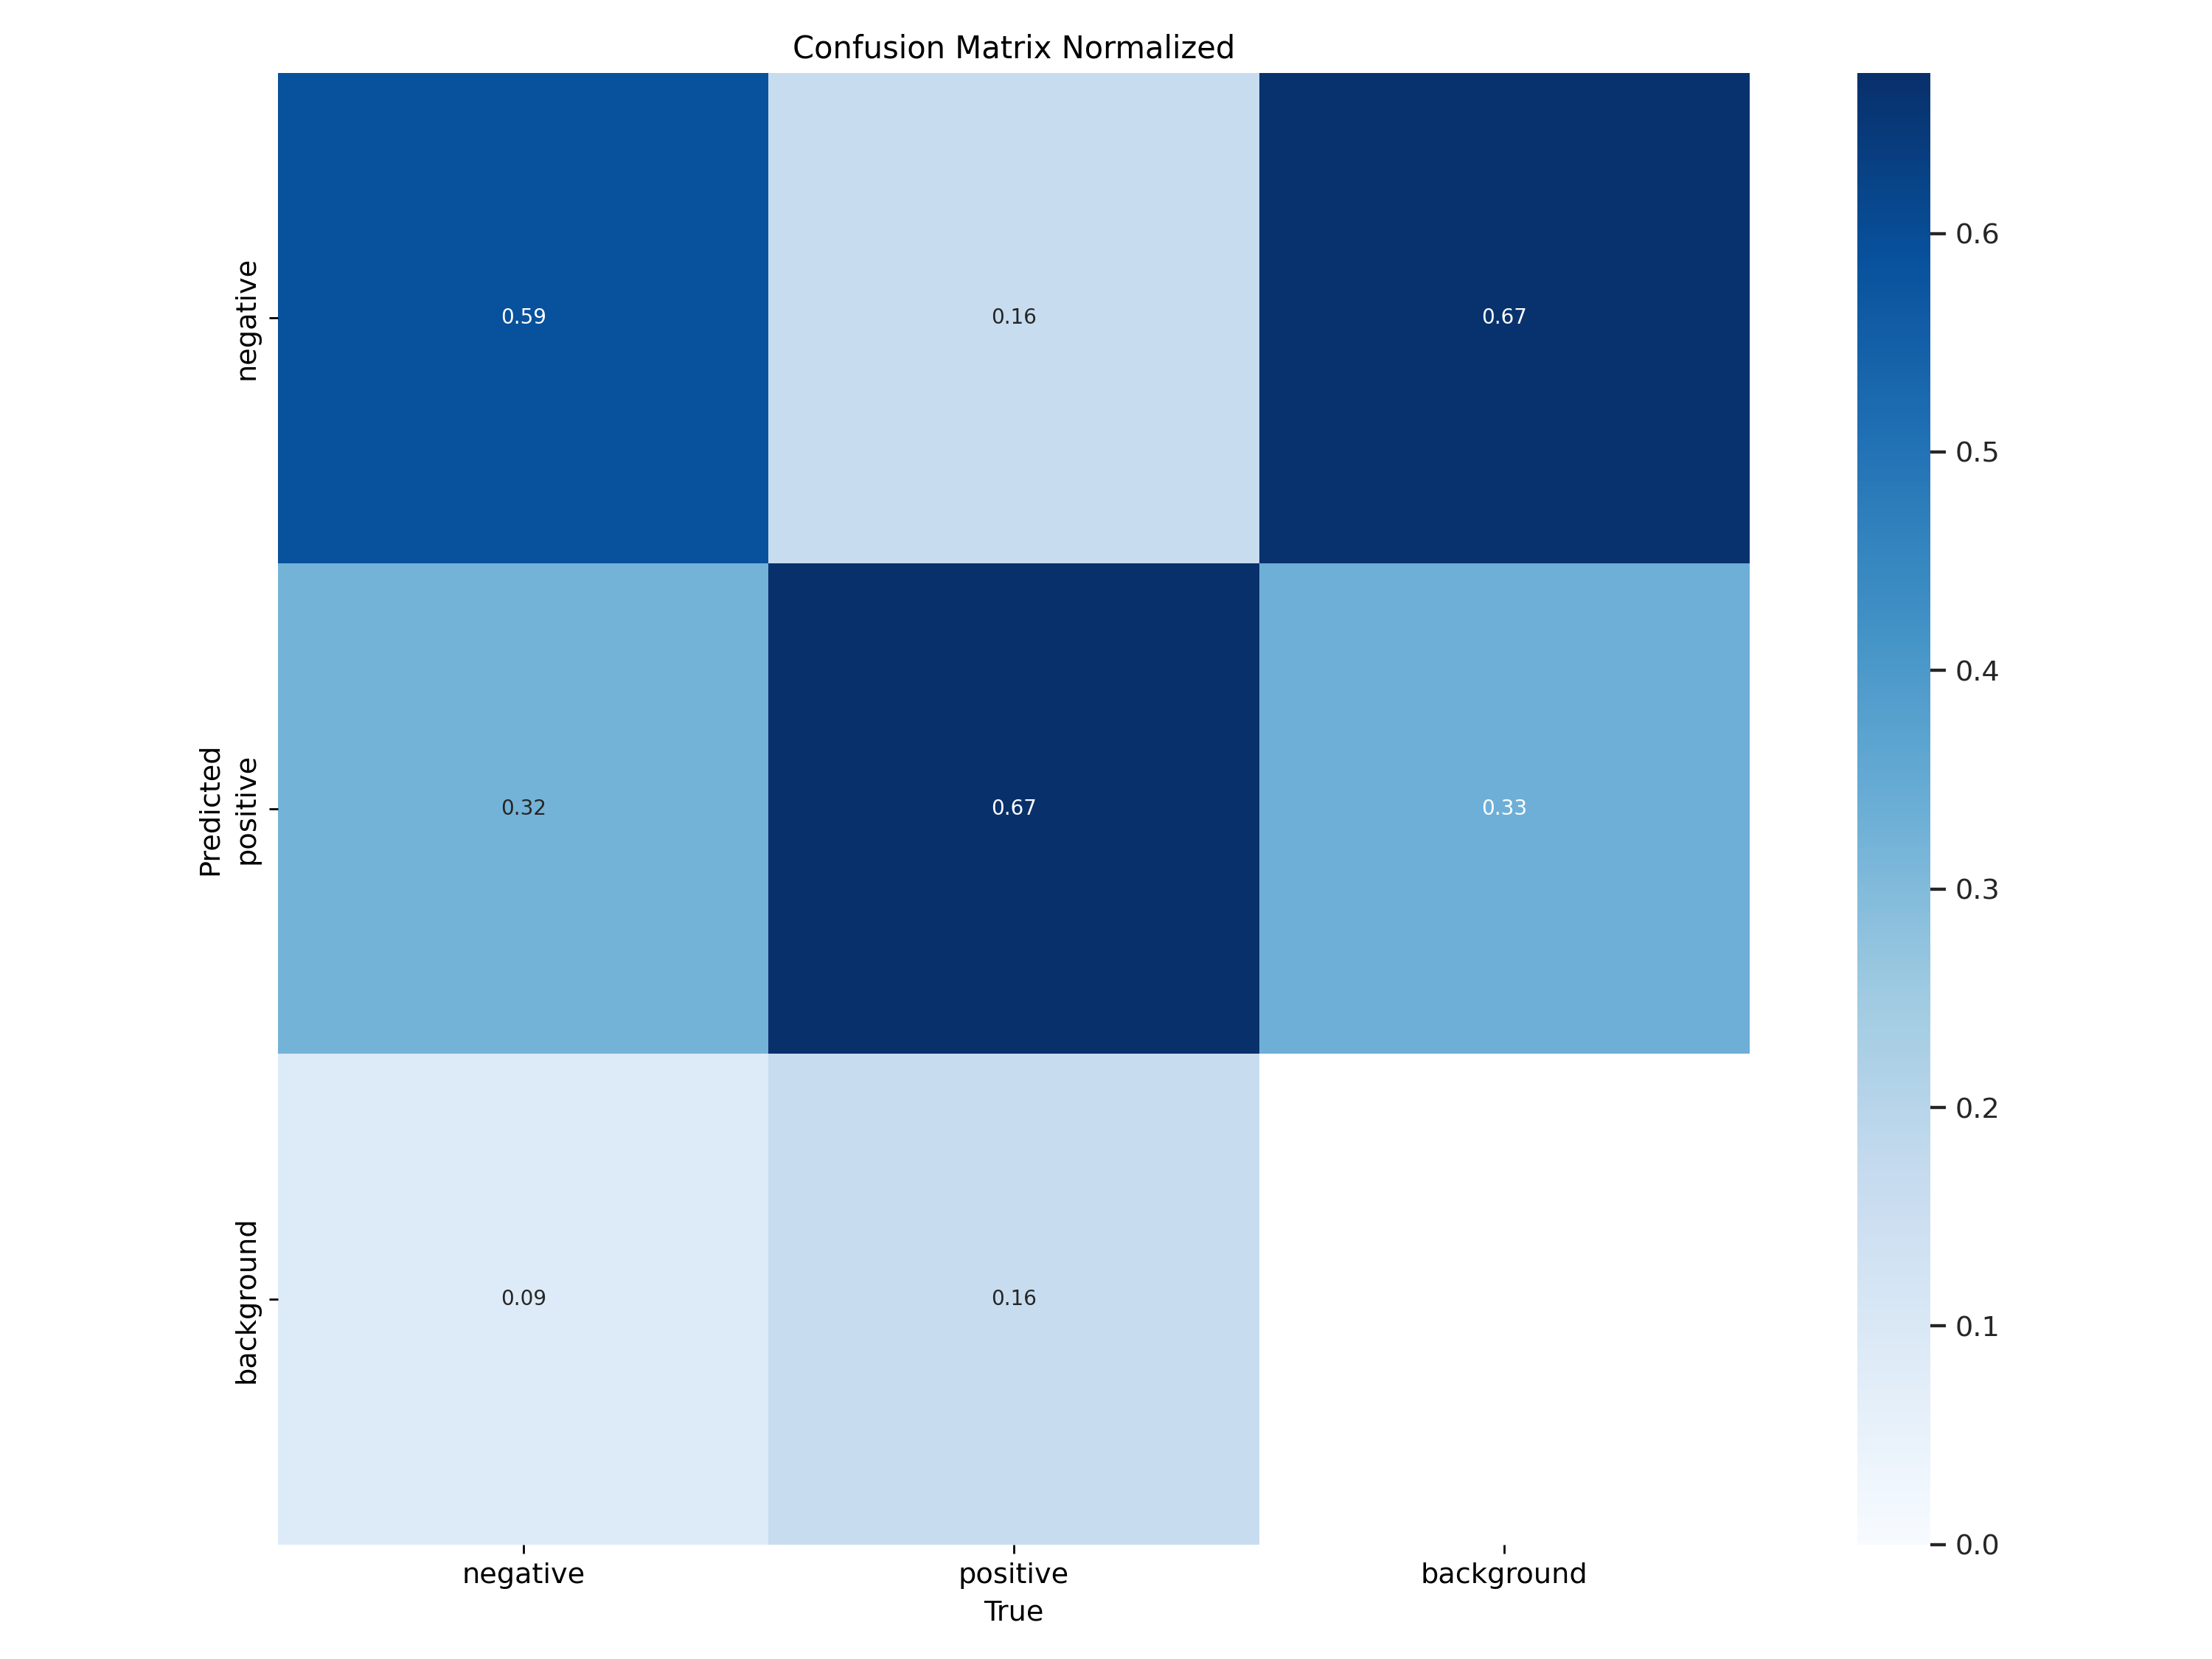 Confusion Matrix Normalized
negative
0.59
0.16
0.67
0.6
0.5
0.4
Predicted
positive
0.32
0.67
0.33
0.3
0.2
background
0.09
0.16
0.1
0.0
negative
positive
background
True